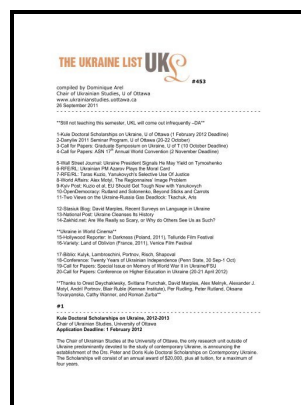 THE UKRAINE LIST UKL
#453
compiled by Dominique Arel
Chair of Ukrainian Studies, U of Ottawa
www.ukrainianstudies.uottawa.ca
26 September 2011
**Still not teaching this semester, UKL will come out infrequently --DA**
1-Kule Doctoral Scholarships on Ukraine, U of Ottawa (1 February 2012 Deadline)
2-Danyliw 2011 Seminar Program, U of Ottawa (20-22 October)
3-Call for Papers: Graduate Symposium on Ukraine, U of T (10 October Deadline)
4-Call for Papers: ASN 17th Annual World Convention (2 November Deadline)
5-Wall Street Journal: Ukraine President Signals He May Yield on Tymoshenko
6-RFE/RL: Ukrainian PM Azarov Plays the Moral Card
7-RFE/RL: Taras Kuzio, Yanukovych's Selective Use Of Justice
8-World Affairs: Alex Motyl, The Regionnaires' Image Problem
9-Kyiv Post: Kuzio et al, EU Should Get Tough Now with Yanukovych
10-OpenDemocracy: Rutland and Solonenko, Beyond Sticks and Carrots
11-Two Views on the Ukraine-Russia Gas Deadlock: Tkachuk, Aris
12-Stasiuk Blog: David Marples, Recent Surveys on Language in Ukraine
13-National Post: Ukraine Cleanses Its History
14-Zakhid.net: Are We Really so Scary, or Why do Others See Us as Such?
**Ukraine in World Cinema**
15-Hollywood Reporter: In Darkness (Poland, 2011), Telluride Film Festival
16-Variety: Land of Oblivion (France, 2011), Venice Film Festival
17-Biblio: Kulyk, Lambroschini, Portnov, Risch, Shapoval
18-Conference: Twenty Years of Ukrainian Independence (Penn State, 30 Sep-1 Oct)
19-Call for Papers: Special Issue on Memory of World War II in Ukraine/FSU
20-Call for Papers: Conference on Higher Education in Ukraine (20-21 April 2012)
**Thanks to Orest Deychakiwsky, Svitlana Frunchak, David Marples, Alex Melnyk, Alexander J.
Motyl, Andrii Portnov, Blair Ruble (Kennan Institute), Per Rudling, Peter Rutland, Oksana
Tovaryanska, Cathy Wanner, and Roman Zurba**
#1
Kule Doctoral Scholarships on Ukraine, 2012-2013
Chair of Ukrainian Studies, University of Ottawa
Application Deadline: 1 February 2012
The Chair of Ukrainian Studies at the University of Ottawa, the only research unit outside of
Ukraine predominantly devoted to the study of contemporary Ukraine, is announcing the
establishment of the Drs. Peter and Doris Kule Doctoral Scholarships on Contemporary Ukraine.
The Scholarships will consist of an annual award of $20,000, plus all tuition, for a maximum of
four years.